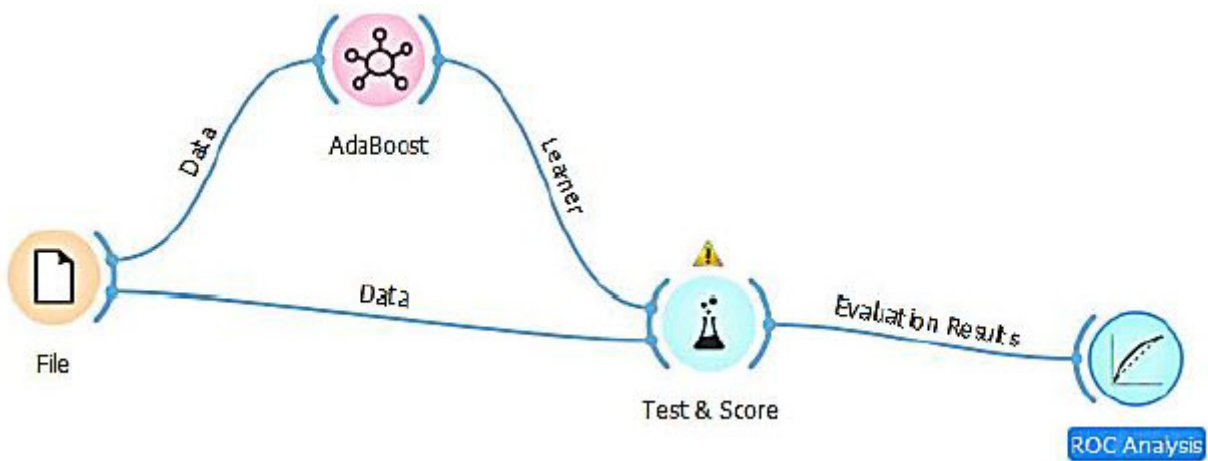 AdaBoost
Data
Learner
Data
Evaluation Results
File
Test & Score
ROC Analysis